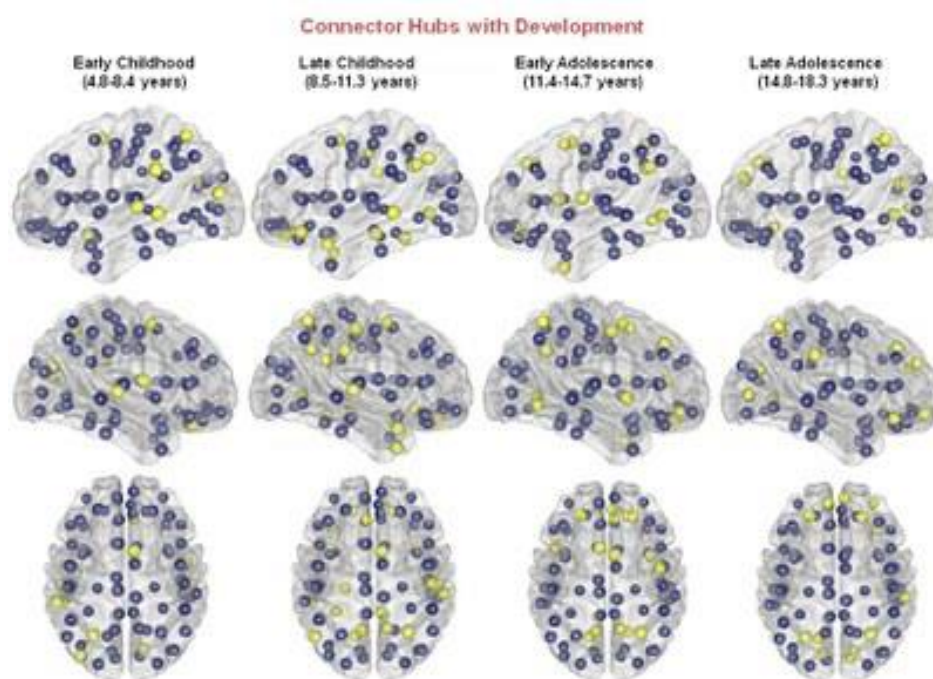 Connector Hubs with Development
Early Childhood
(4.8-8.4 years)
Late Childhood
(8.5-11.3 years)
Early Adolescence
(11.4-14.7 years)
Late Adolescence
(14.8-18.3 years)